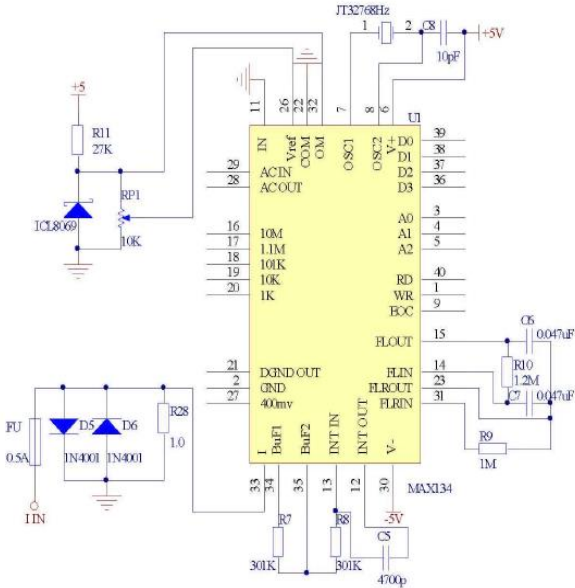 JT32768Hz
1 2 C8
10pF
+5V
11 26 22 32 7 8 6
U1
IN Vref COM OM OSC1 OSC2 V+
+5
R11
27K
RP1
10K
ICL8069
29 ACIN
28 ACOUT
16 10M
17 1.1M
18 101K
19 10K
20 1K
21 DGND OUT
2 GND
27 400mv
D0 39
D1 38
D2 37
D3 36
A0 3
A1 4
A2 5
RD 40
WR 1
EOC 9
FLOUT 15
FLIN 14
FLROUT 23
FLRIN 31
0.047uF
R10
1.2M
C7 0.047uF
R9
1M
I BuF1 BuF2 INT IN INT OUT V-
33 34 35 13 12 30
MAX134
-5V
FU
0.5A
I IN
D5
1N4001
D6
1N4001
R28
1.0
R7
301K
R8
301K
C5
4700p